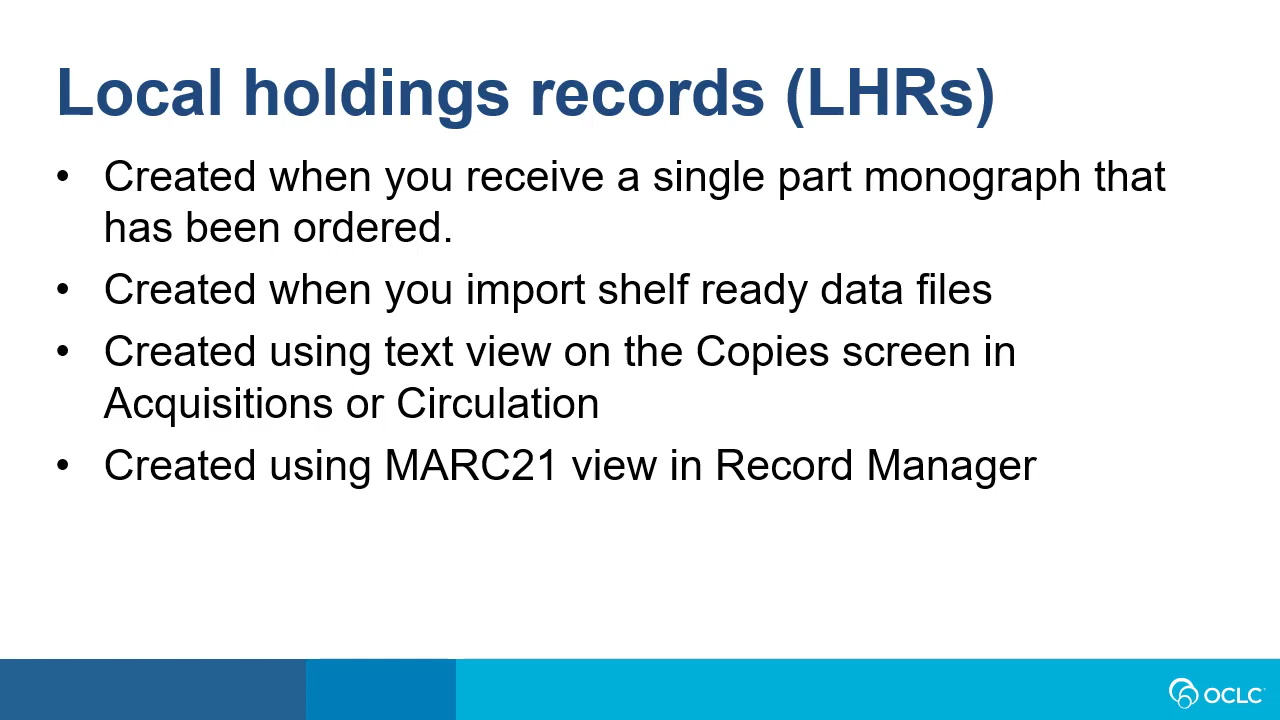 Local holdings records (LHRs)
• Created when you receive a single part monograph that
has been ordered.
• Created when you import shelf ready data files
• Created using text view on the Copies screen in
Acquisitions or Circulation
• Created using MARC21 view in Record Manager
OCLC